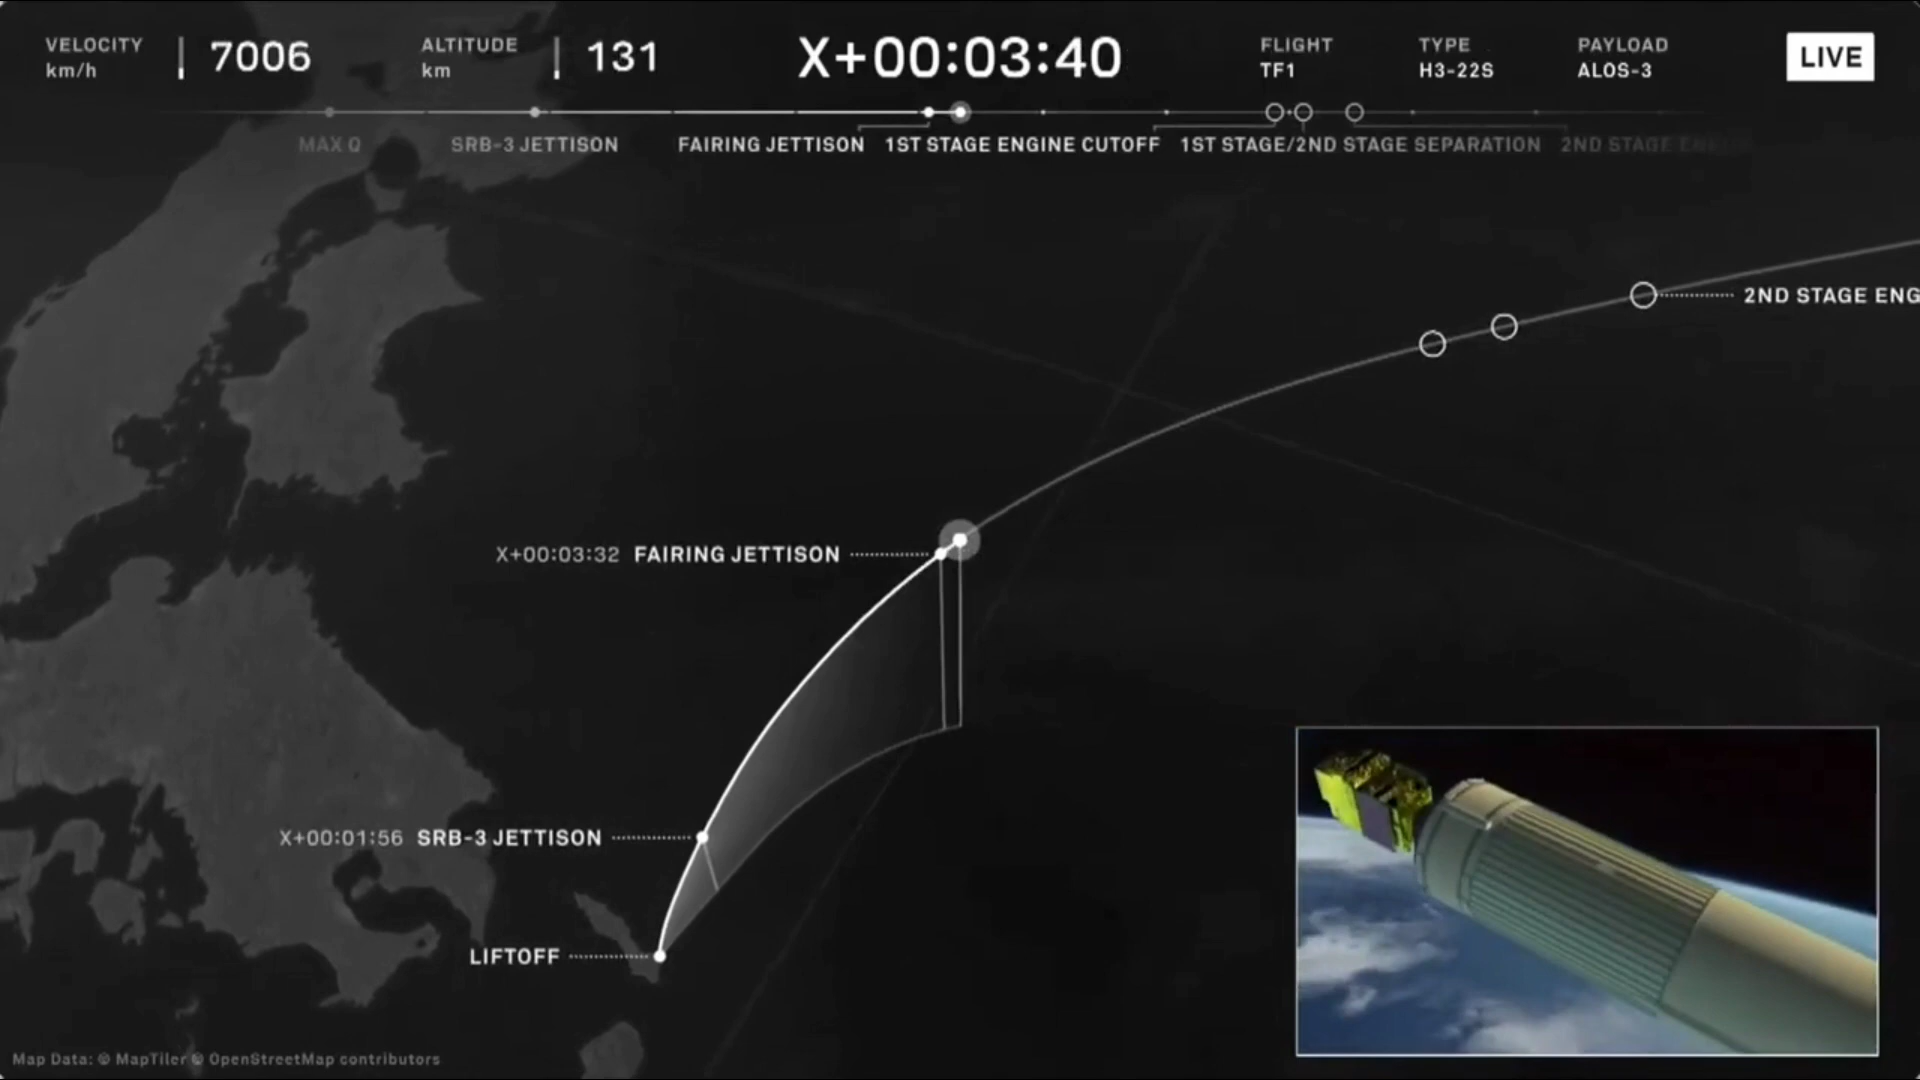 VELOCITY
km/h
7006
ALTITUDE
km
131
X+00:03:40
FLIGHT
TF1
TYPE
H3-22S
PAYLOAD
ALOS-3
LIVE
MAX Q
SRB-3 JETTISON
FAIRING JETTISON
1ST STAGE ENGINE CUTOFF
1ST STAGE/2ND STAGE SEPARATION
2ND STAGE
2ND STAGE ENG
X+00:03:32 FAIRING JETTISON
X+00:01:56 SRB-3 JETTISON
LIFTOFF
Map Data: © MapTiler © OpenStreetMap contributors